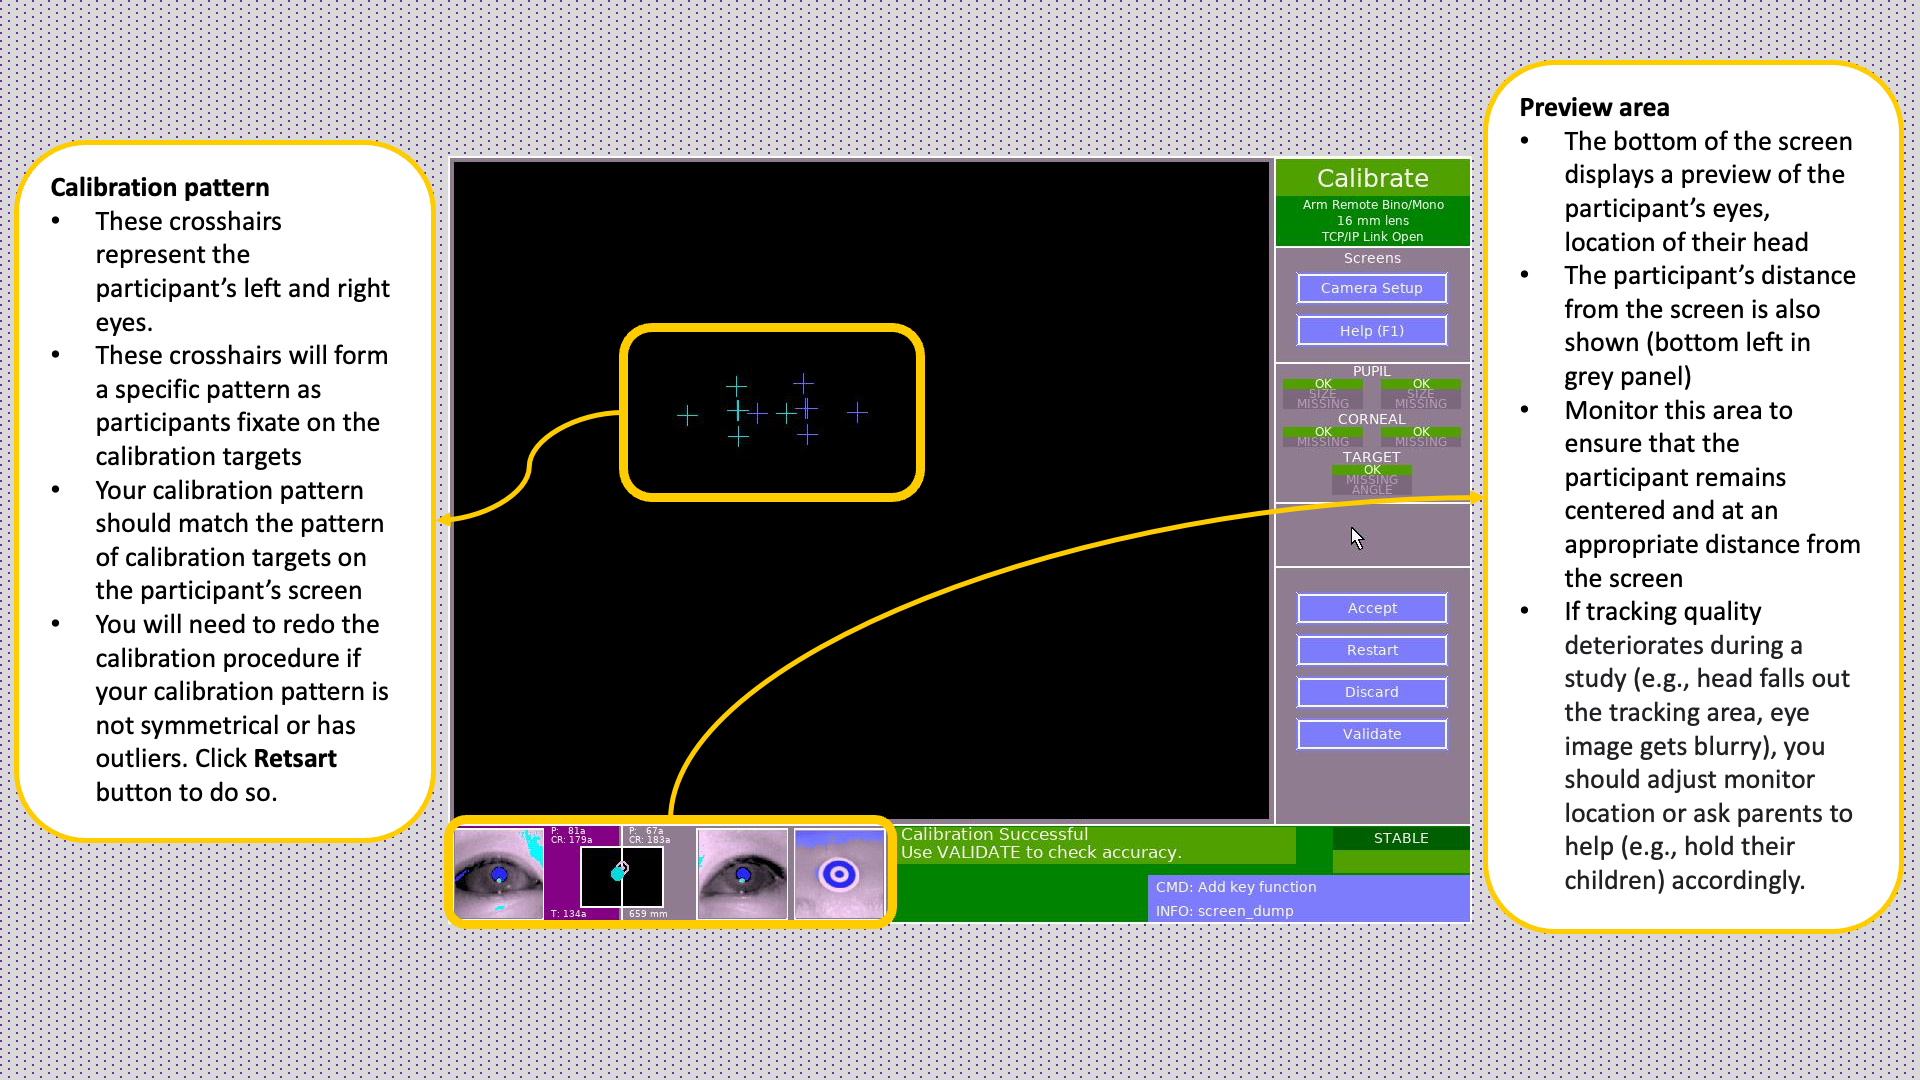 Calibration pattern
• These crosshairs
represent the
participant’s left and right
eyes.
• These crosshairs will form
a specific pattern as
participants fixate on the
calibration targets
• Your calibration pattern
should match the pattern
of calibration targets on
the participant’s screen
• You will need to redo the
calibration procedure if
your calibration pattern is
not symmetrical or has
outliers. Click Retsart
button to do so.
Calibrate
Arm Remote Bino/Mono
16 mm lens
TCP/IP Link Open
Screens
Camera Setup
Help (F1)
PUPIL
OK OK
SIZE SIZE
MISSING MISSING
CORNEAL
OK OK
MISSING MISSING
TARGET
OK
MISSING
ANGLE
Accept
Restart
Discard
Validate
P: 81a P: 67a
CR: 179a CR: 183a
T: 134a 659 mm
Calibration Successful
Use VALIDATE to check accuracy.
STABLE
CMD: Add key function
INFO: screen_dump
Preview area
• The bottom of the screen
displays a preview of the
participant’s eyes,
location of their head
• The participant’s distance
from the screen is also
shown (bottom left in
grey panel)
• Monitor this area to
ensure that the
participant remains
centered and at an
appropriate distance from
the screen
• If tracking quality
deteriorates during a
study (e.g., head falls out
the tracking area, eye
image gets blurry), you
should adjust monitor
location or ask parents to
help (e.g., hold their
children) accordingly.